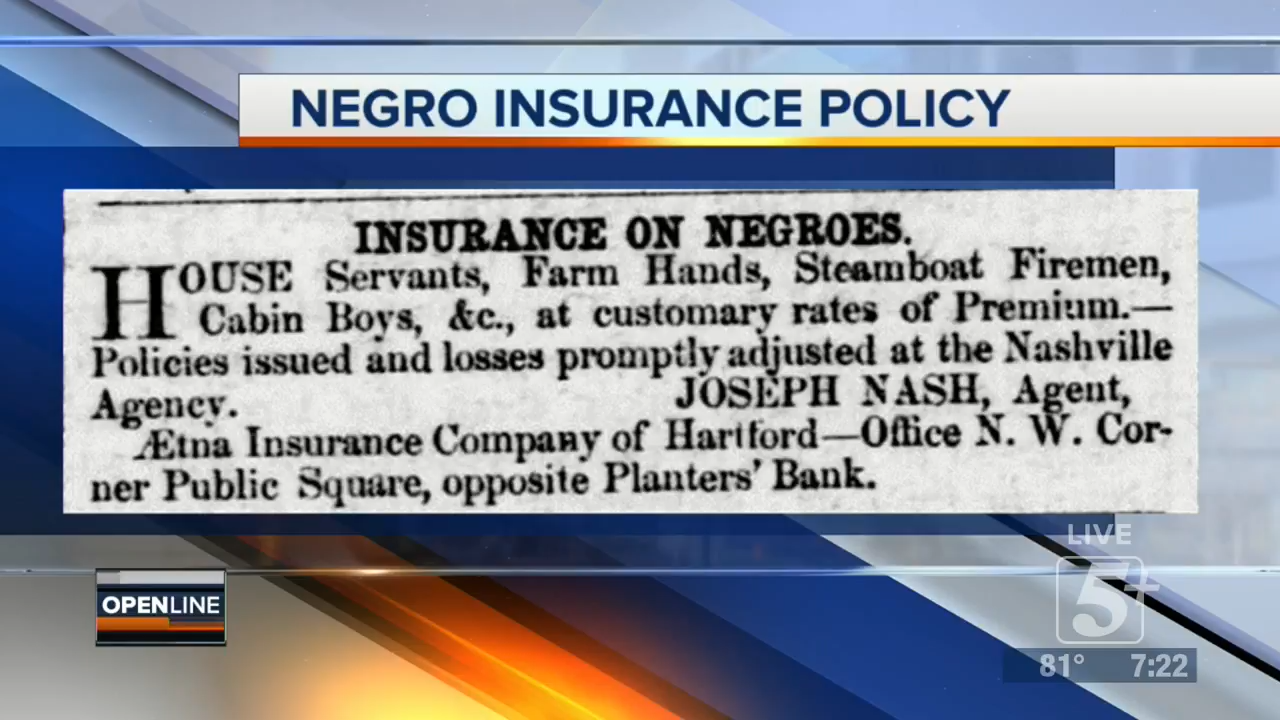 NEGRO INSURANCE POLICY
INSURANCE ON NEGROES.
HOUSE Servants, Farm Hands, Steamboat Firemen,
Cabin Boys, &c., at customary rates of Premium.—
Policies issued and losses promptly adjusted at the Nashville
Agency. JOSEPH NASH, Agent,
Ætna Insurance Company of Hartford—Office N. W. Cor-
ner Public Square, opposite Planters' Bank.
OPENLINE
LIVE
5+
81° 7:22